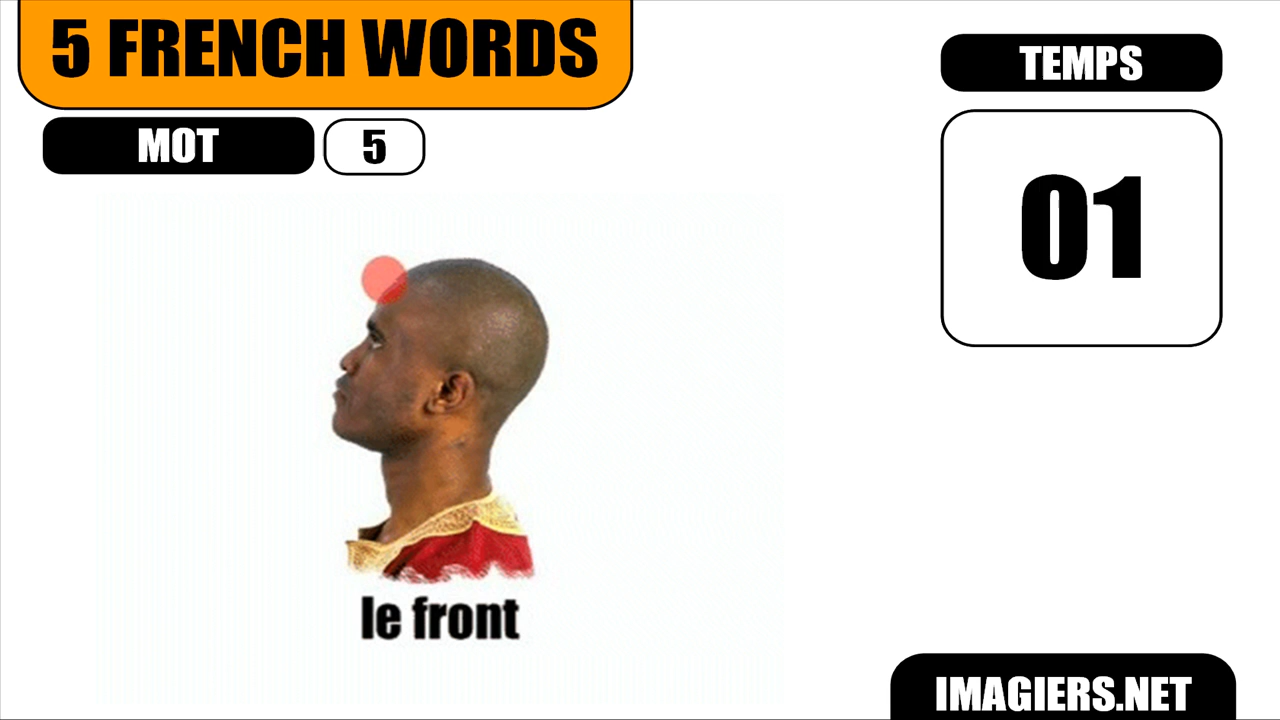 5 FRENCH WORDS
TEMPS
MOT
5
01
le front
IMAGIERS.NET